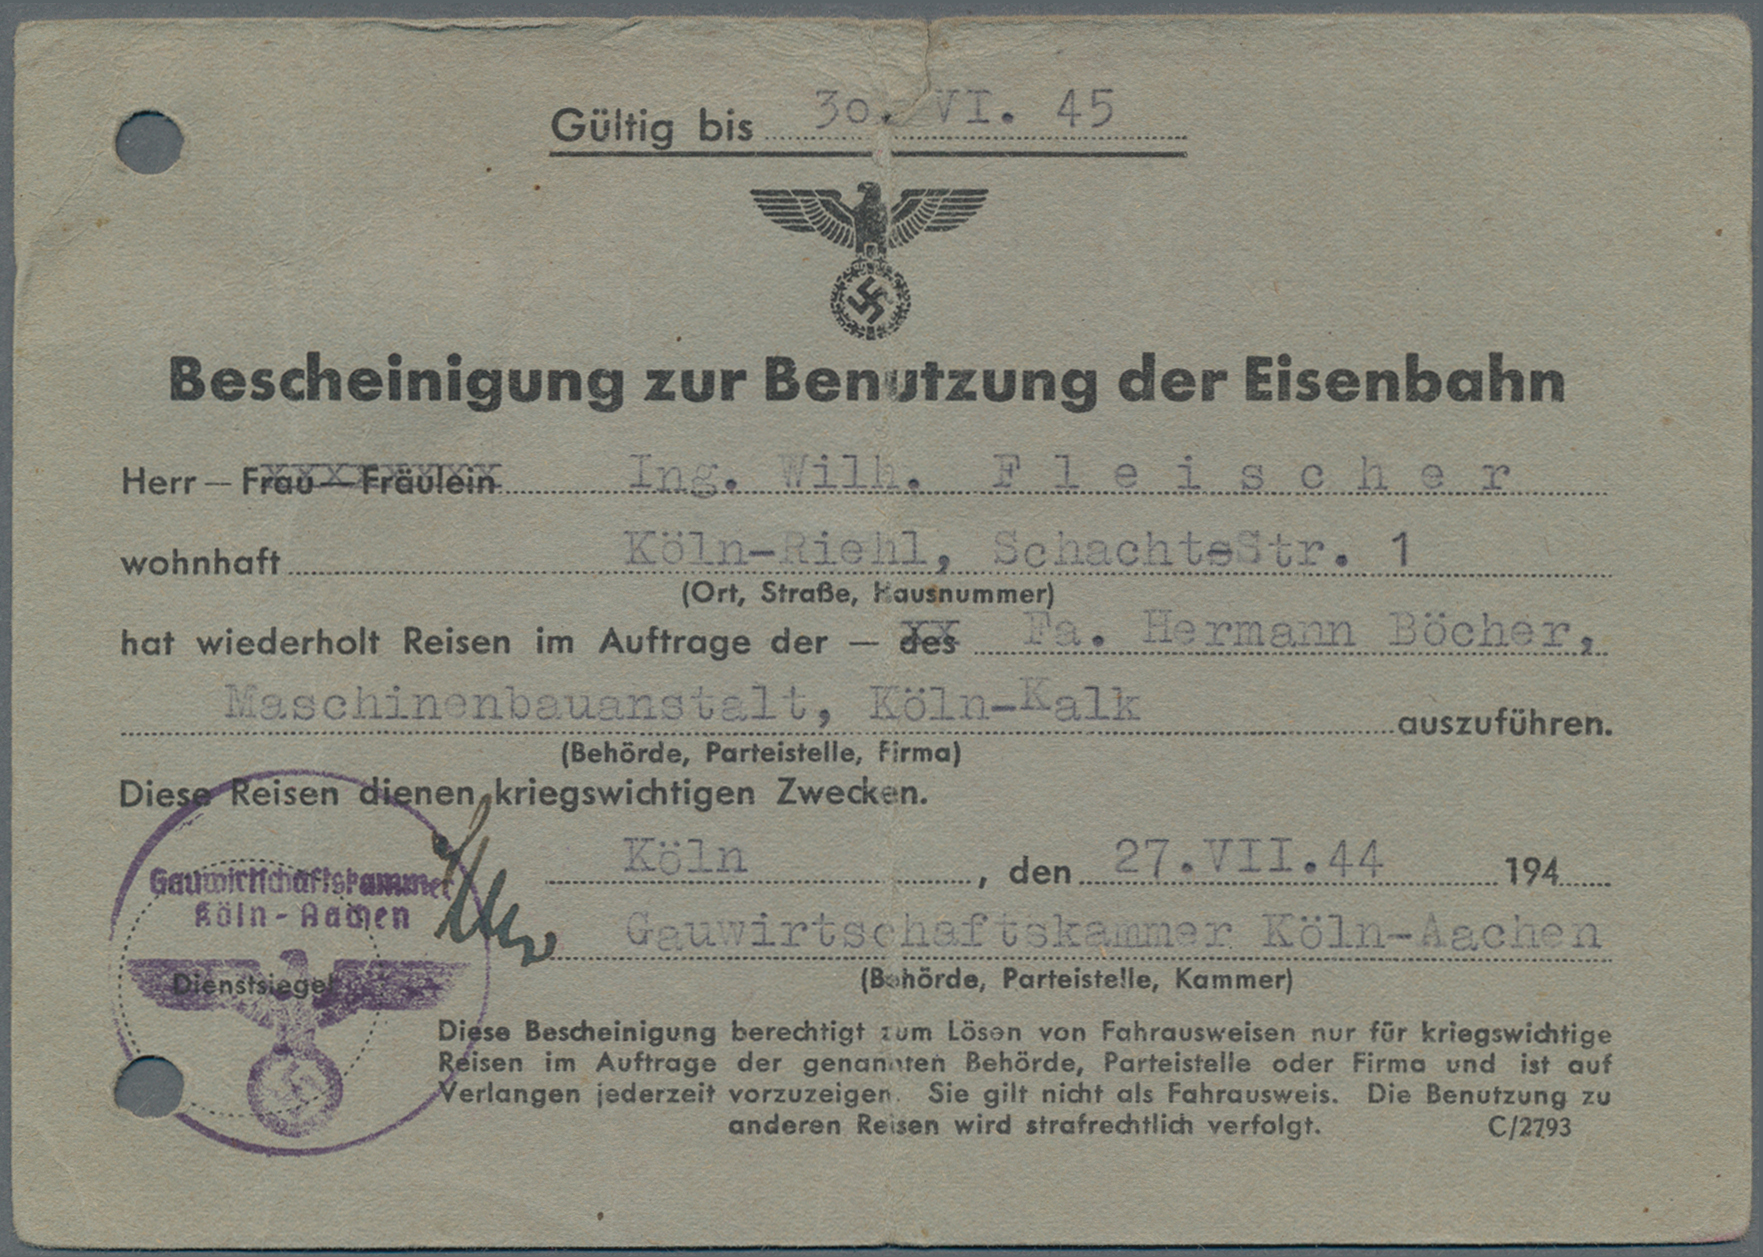 Gültig bis 30. VI. 45
Bescheinigung zur Benutzung der Eisenbahn
Herr – Frau – Fräulein Ing. Wilh. Fleischer
wohnhaft Köln-Riehl, SchachtsStr. 1
(Ort, Straße, Hausnummer)
hat wiederholt Reisen im Auftrage der – des Fa. Hermann Böcher,
Maschinenbauanstalt, Köln-Kalk auszuführen.
(Behörde, Parteistelle, Firma)
Diese Reisen dienen kriegswichtigen Zwecken.
Köln, den 27.VII.44 194
Gauwirtschaftskammer
Köln-Aachen
Gauwirtschaftskammer Köln-Aachen
Dienstsiegel
(Behörde, Parteistelle, Kammer)
Diese Bescheinigung berechtigt zum Lösen von Fahrausweisen nur für kriegswichtige
Reisen im Auftrage der genannten Behörde, Parteistelle oder Firma und ist auf
Verlangen jederzeit vorzuzeigen. Sie gilt nicht als Fahrausweis. Die Benutzung zu
anderen Reisen wird strafrechtlich verfolgt. C/2793